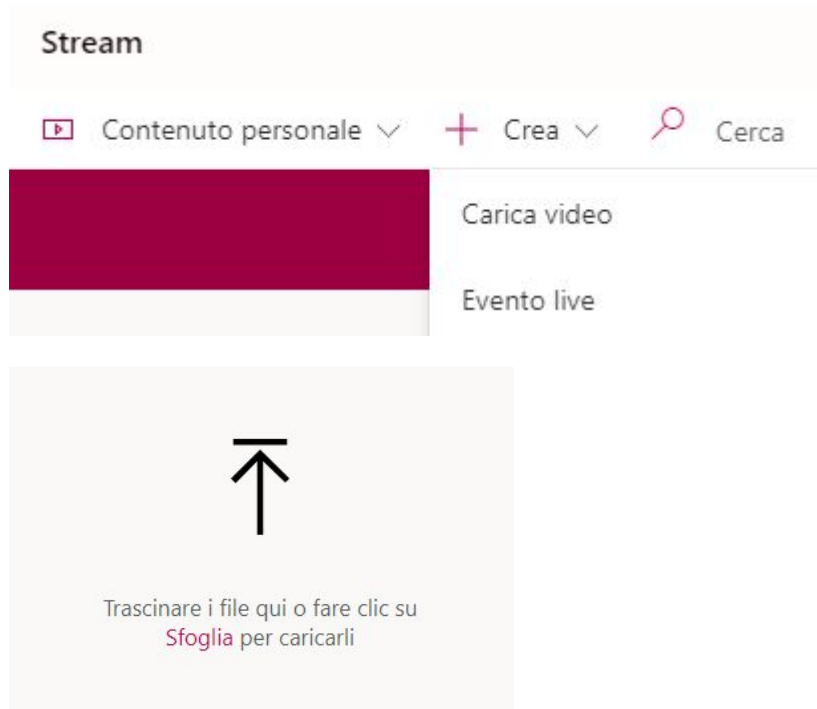 Stream
Contenuto personale Crea Cerca
Carica video
Evento live
Trascinare i file qui o fare clic su
Sfoglia per caricarli